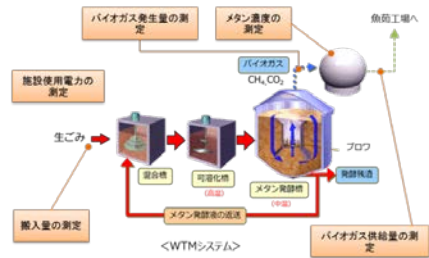 バイオガス発生量の測
定
メタン濃度の
測定
魚苗工場へ
施設使用電力の
測定
バイオガス
CH₄,CO₂
生ごみ
ブロワ
混合槽
可溶化槽
(高温)
メタン発酵槽
(中温)
発酵残渣
メタン発酵液の返送
搬入量の測定
バイオガス供給量の測
定
<WTMシステム>